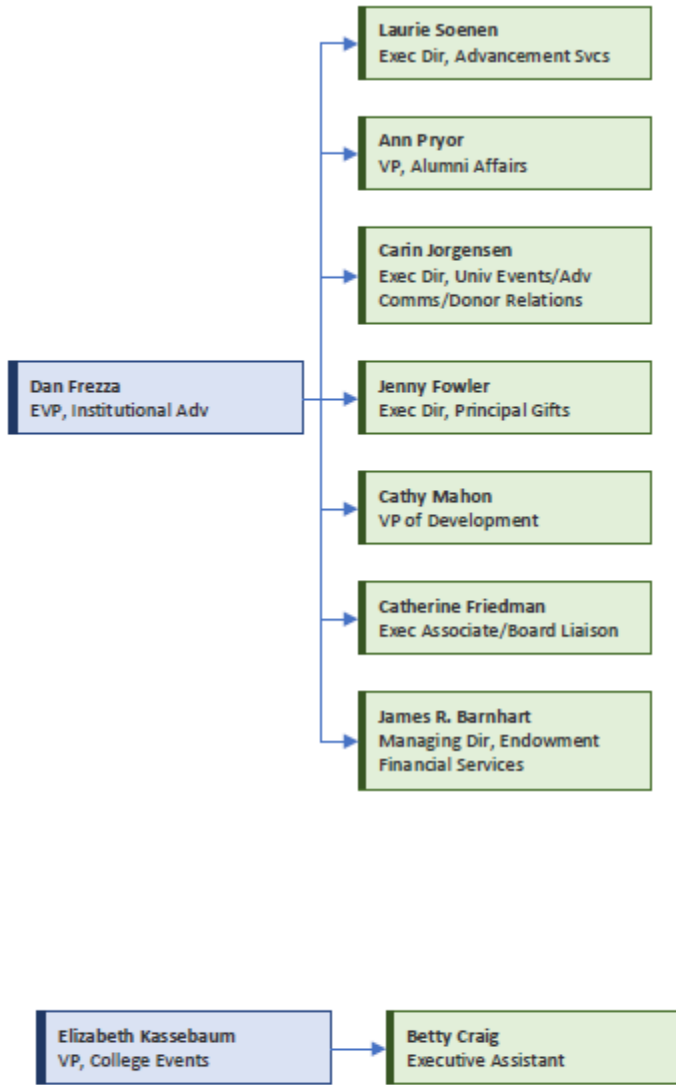 Laurie Soenen
Exec Dir, Advancement Svcs
Ann Pryor
VP, Alumni Affairs
Carin Jorgensen
Exec Dir, Univ Events/Adv
Comms/Donor Relations
Dan Frezza
EVP, Institutional Adv
Jenny Fowler
Exec Dir, Principal Gifts
Cathy Mahon
VP of Development
Catherine Friedman
Exec Associate/Board Liaison
James R. Barnhart
Managing Dir, Endowment
Financial Services
Elizabeth Kassebaum
VP, College Events
Betty Craig
Executive Assistant